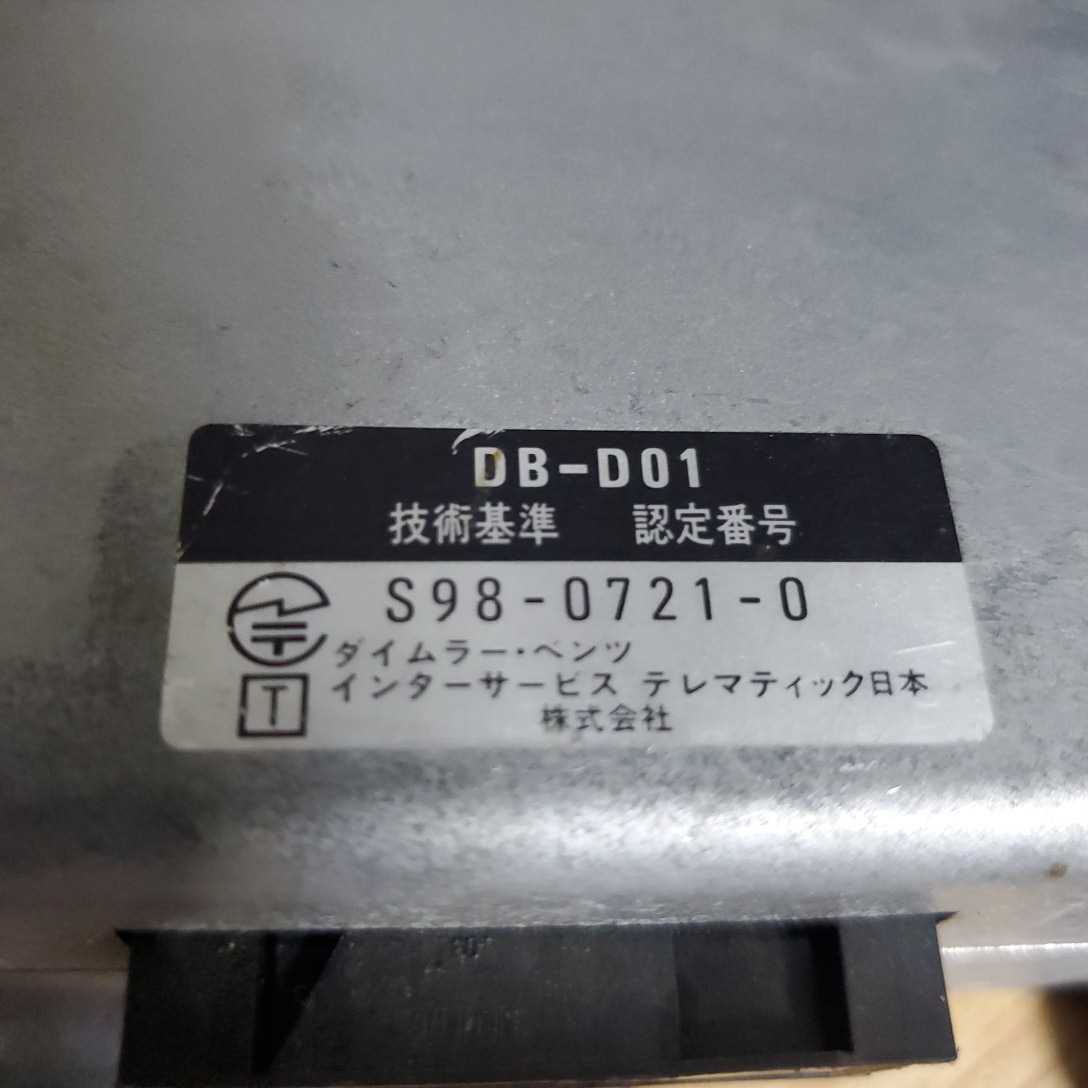 DB-D01
技術基準 認定番号
S98-0721-0
ダイムラー・ベンツ
T
インターサービス テレマティック日本
株式会社